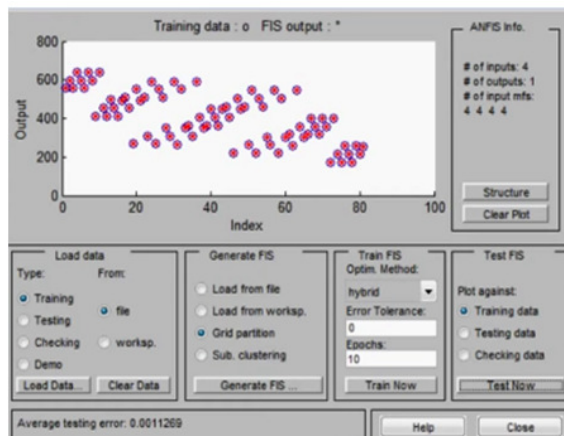 Training data : o   FIS output : *
800
600
400
200
0
Output
0 20 40 60 80 100
Index
ANFIS Info.
# of inputs: 4
# of outputs: 1
# of input mfs:
4 4 4 4
Structure
Clear Plot
Load data
Type: From:
Training
Testing
Checking
Demo
file
worksp.
Load Data...
Clear Data
Generate FIS
Load from file
Load from worksp.
Grid partition
Sub. clustering
Generate FIS ...
Train FIS
Optim. Method:
hybrid
Error Tolerance:
0
Epochs:
10
Train Now
Test FIS
Plot against:
Training data
Testing data
Checking data
Test Now
Average testing error: 0.0011269
Help
Close